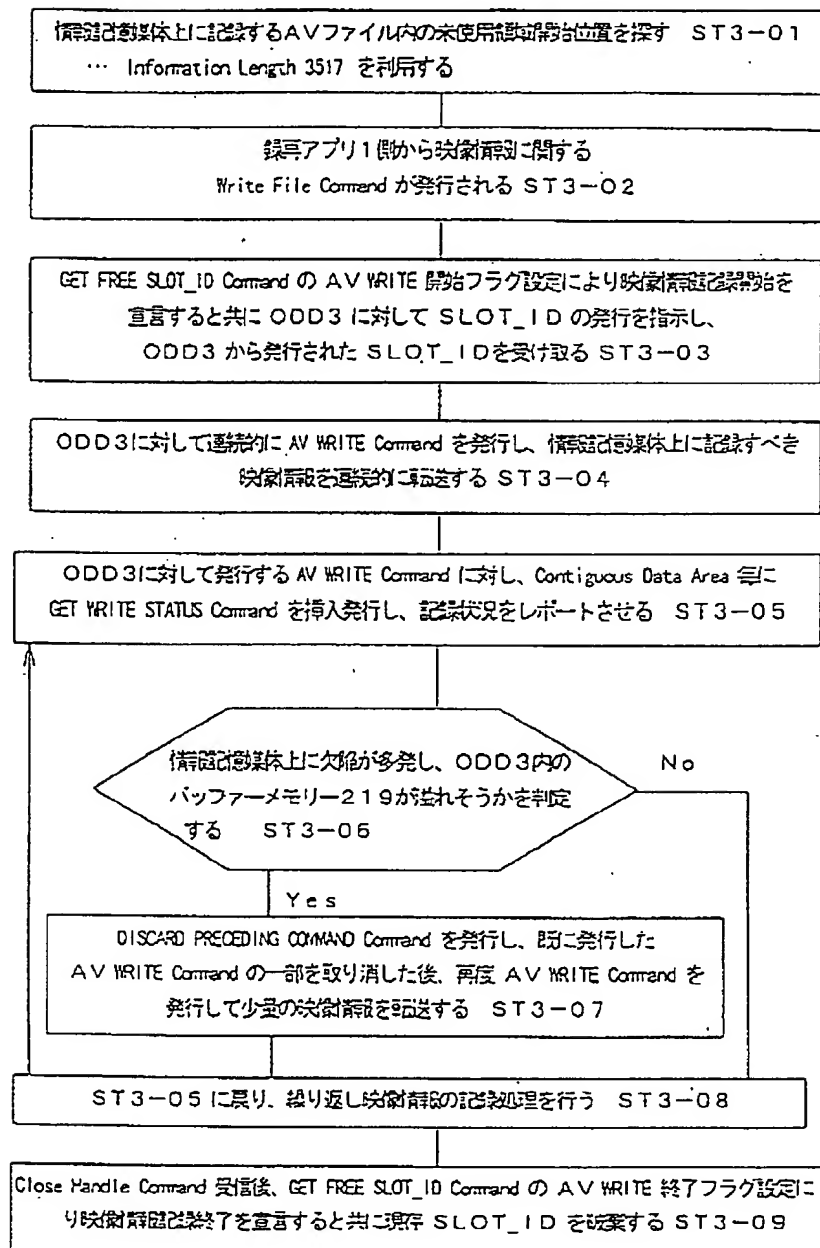 情報記憶媒体上に記録するAVファイル内の未使用領域開始位置を探す ST3-01
… Information Length 3517 を利用する
録再アプリ1側から映像情報に関する
Write File Command が発行される ST3-02
GET FREE SLOT_ID Command の AV WRITE 開始フラグ設定により映像情報記録開始を
宣言すると共に ODD3 に対して SLOT_ID の発行を指示し、
ODD3 から発行された SLOT_IDを受け取る ST3-03
ODD3に対して連続的に AV WRITE Command を発行し、情報記憶媒体上に記録すべき
映像情報を連続的に転送する ST3-04
ODD3に対して発行する AV WRITE Command に対し、Contiguous Data Area 毎に
GET WRITE STATUS Command を挿入発行し、記録状況をレポートさせる ST3-05
情報記憶媒体上に欠陥が多発し、ODD3内の
バッファーメモリー219が溢れそうかを判定
する ST3-06
No
Yes
DISCARD PRECEDING COMMAND Command を発行し、既に発行した
AV WRITE Command の一部を取り消した後、再度 AV WRITE Command を
発行して少量の映像情報を転送する ST3-07
ST3-05 に戻り、繰り返し映像情報の記録処理を行う ST3-08
Close Handle Command 受信後、GET FREE SLOT_ID Command の AV WRITE 終了フラグ設定に
り映像情報記録終了を宣言すると共に現存 SLOT_ID を破棄する ST3-09